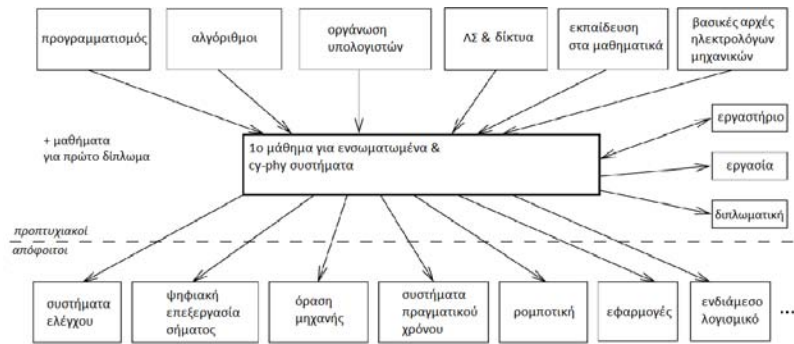 προγραμματισμός
αλγόριθμοι
οργάνωση
υπολογιστών
ΛΣ & δίκτυα
εκπαίδευση
στα μαθηματικά
βασικές αρχές
ηλεκτρολόγων
μηχανικών
+ μαθήματα
για πρώτο δίπλωμα
1ο μάθημα για ενσωματωμένα &
cy-phy συστήματα
εργαστήριο
εργασία
διπλωματική
προπτυχιακοί
απόφοιτοι
συστήματα
ελέγχου
ψηφιακή
επεξεργασία
σήματος
όραση
μηχανής
συστήματα
πραγματικού
χρόνου
ρομποτική
εφαρμογές
ενδιάμεσο
λογισμικό
...